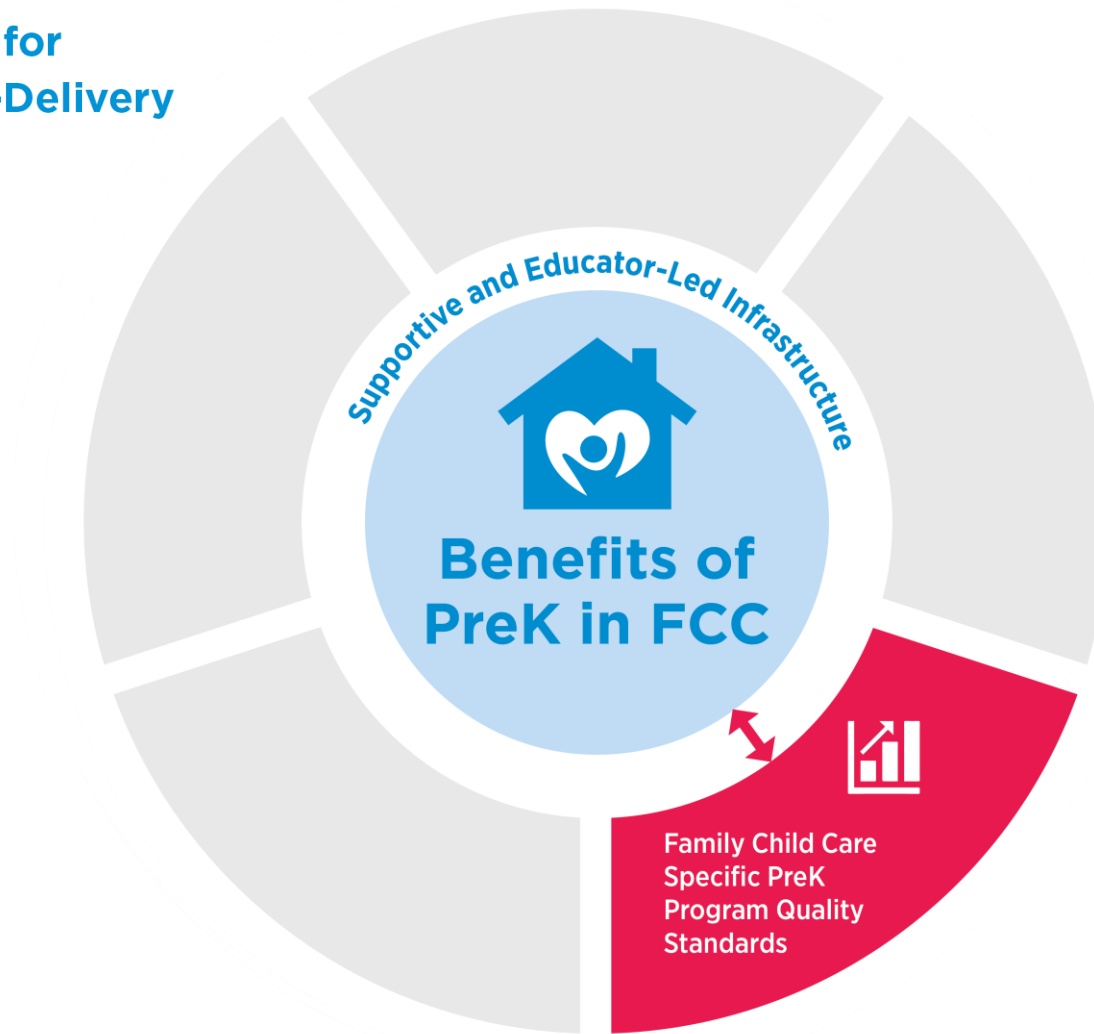 for
-Delivery
Supportive and Educator-Led Infrastructure
Benefits of
PreK in FCC
Family Child Care
Specific PreK
Program Quality
Standards